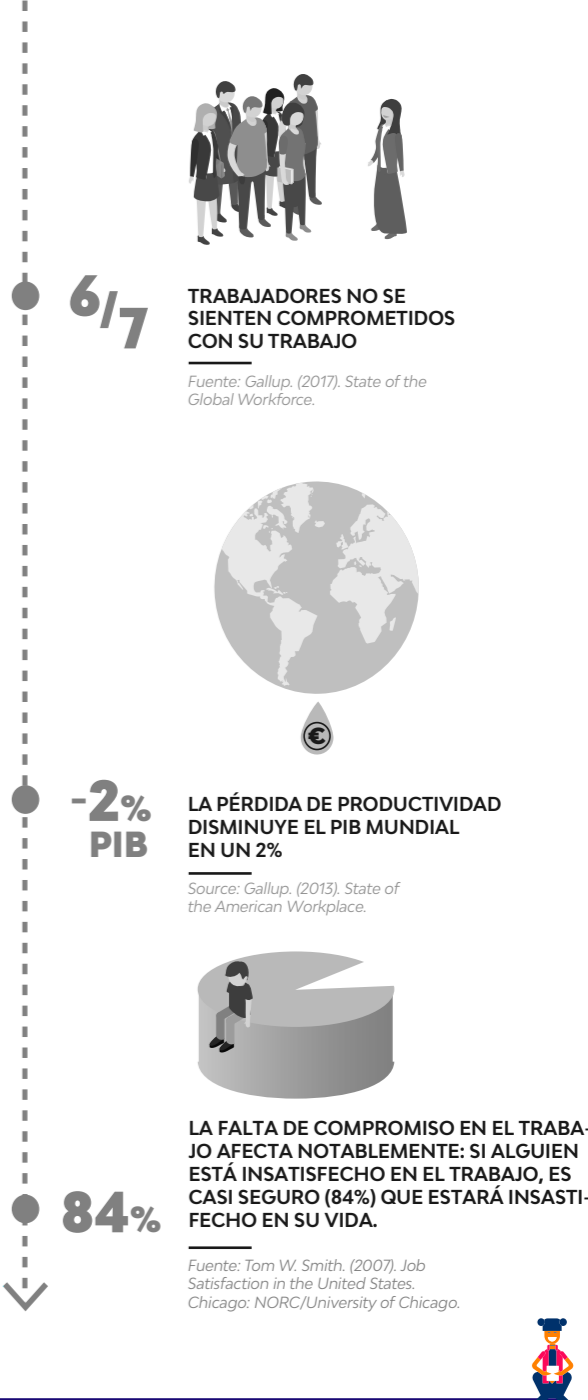 6/7
TRABAJADORES NO SE
SIENTEN COMPROMETIDOS
CON SU TRABAJO
Fuente: Gallup. (2017). State of the
Global Workforce.
€
-2%
PIB
LA PÉRDIDA DE PRODUCTIVIDAD
DISMINUYE EL PIB MUNDIAL
EN UN 2%
Source: Gallup. (2013). State of
the American Workplace.
84%
LA FALTA DE COMPROMISO EN EL TRABA-
JO AFECTA NOTABLEMENTE: SI ALGUIEN
ESTÁ INSATISFECHO EN EL TRABAJO, ES
CASI SEGURO (84%) QUE ESTARÁ INSASTI-
FECHO EN SU VIDA.
Fuente: Tom W. Smith. (2007). Job
Satisfaction in the United States.
Chicago: NORC/University of Chicago.